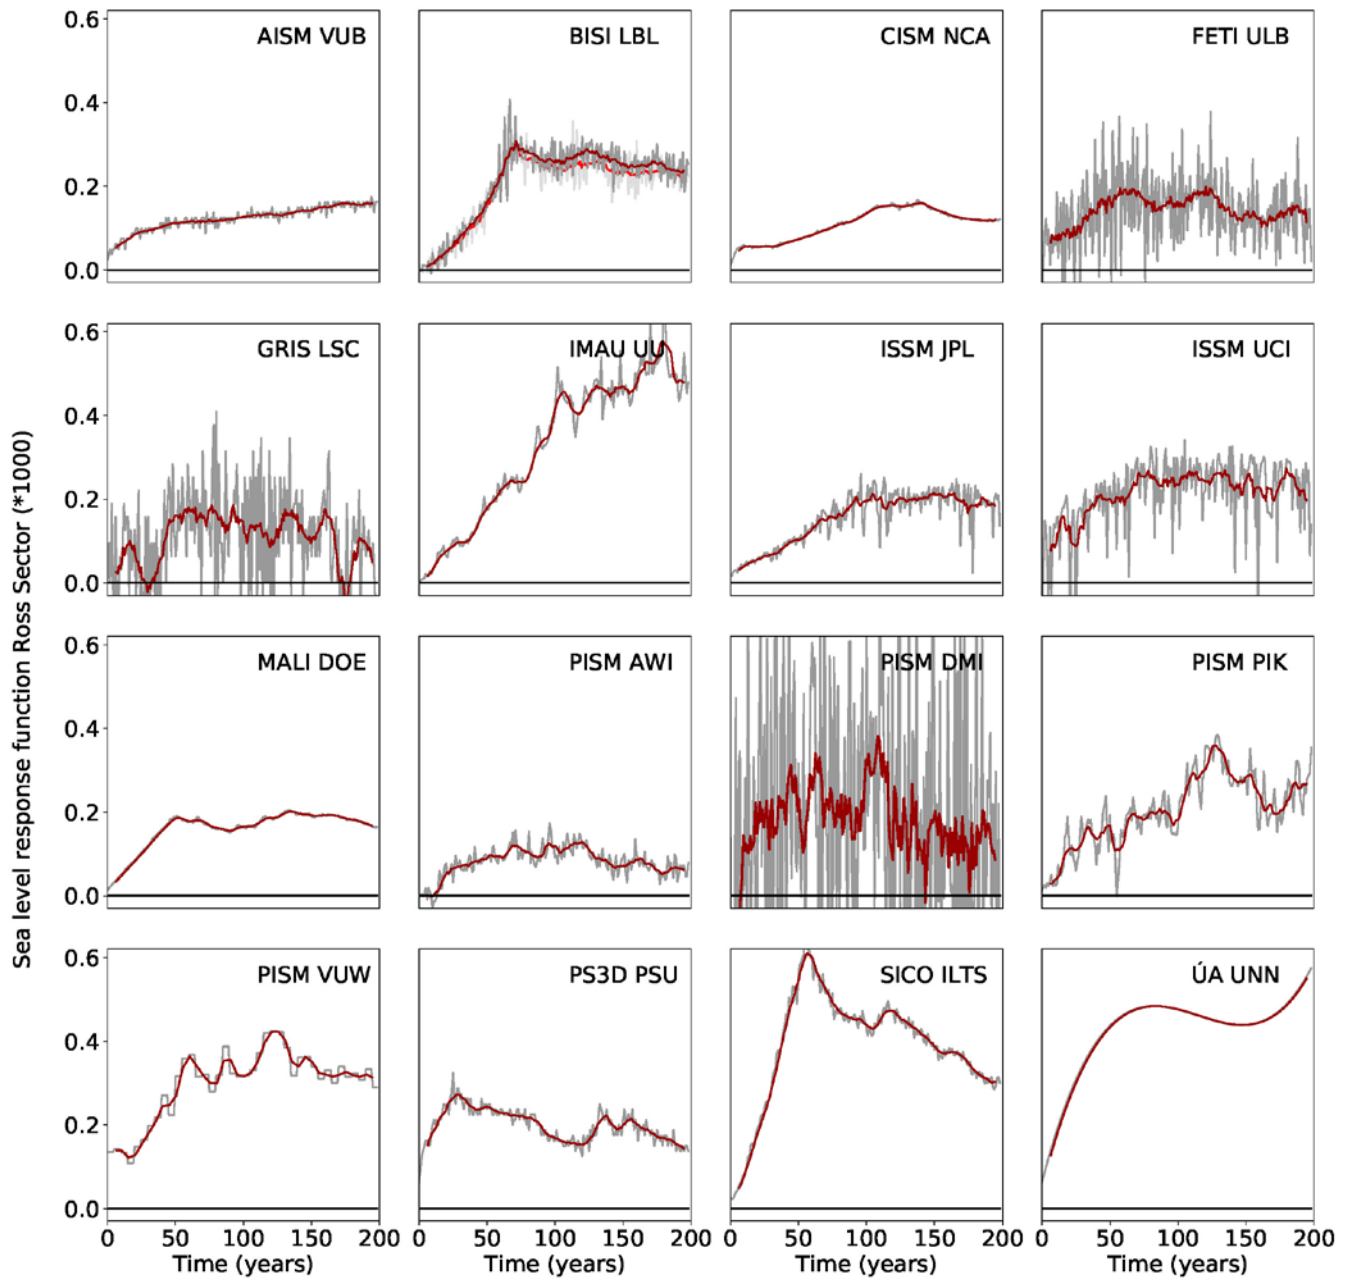 0.6
AISM VUB
BISI LBL
CISM NCA
FETI ULB
0.4
0.2
0.0
0.6
GRIS LSC
IMAU UU
ISSM JPL
ISSM UCI
0.4
0.2
0.0
0.6
MALI DOE
PISM AWI
PISM DMI
PISM PIK
0.4
0.2
0.0
0.6
PISM VUW
PS3D PSU
SICO ILTS
ÚA UNN
0.4
0.2
0.0
0 50 100 150 200
0 50 100 150 200
0 50 100 150 200
0 50 100 150 200
Time (years)
Time (years)
Time (years)
Time (years)
Sea level response function Ross Sector (*1000)